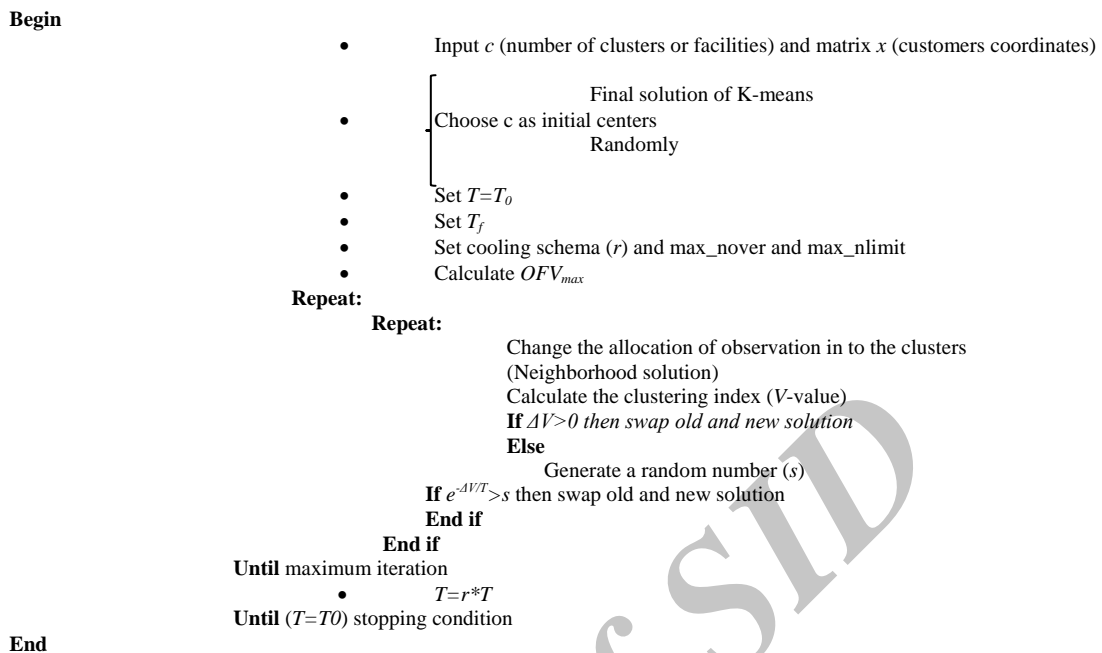 Begin
• Input c (number of clusters or facilities) and matrix x (customers coordinates)
Final solution of K-means
• Choose c as initial centers
Randomly
• Set T=T0
• Set Tf
• Set cooling schema (r) and max_nover and max_nlimit
• Calculate OFVmax
Repeat:
Repeat:
Change the allocation of observation in to the clusters
(Neighborhood solution)
Calculate the clustering index (V-value)
If ΔV>0 then swap old and new solution
Else
Generate a random number (s)
If e-ΔV/T>s then swap old and new solution
End if
End if
Until maximum iteration
• T=r*T
Until (T=T0) stopping condition
End
of SID